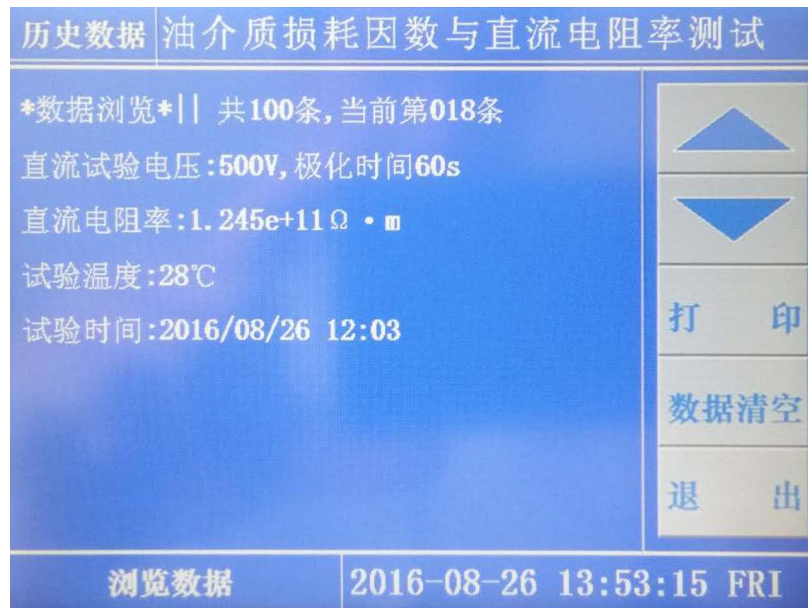 历史数据 油介质损耗因数与直流电阻率测试
*数据浏览*|| 共100条,当前第018条
直流试验电压:500V,极化时间60s
直流电阻率:1.245e+11Ω·m
试验温度:28℃
试验时间:2016/08/26 12:03
打 印
数据清空
退 出
浏览数据 2016-08-26 13:53:15 FRI